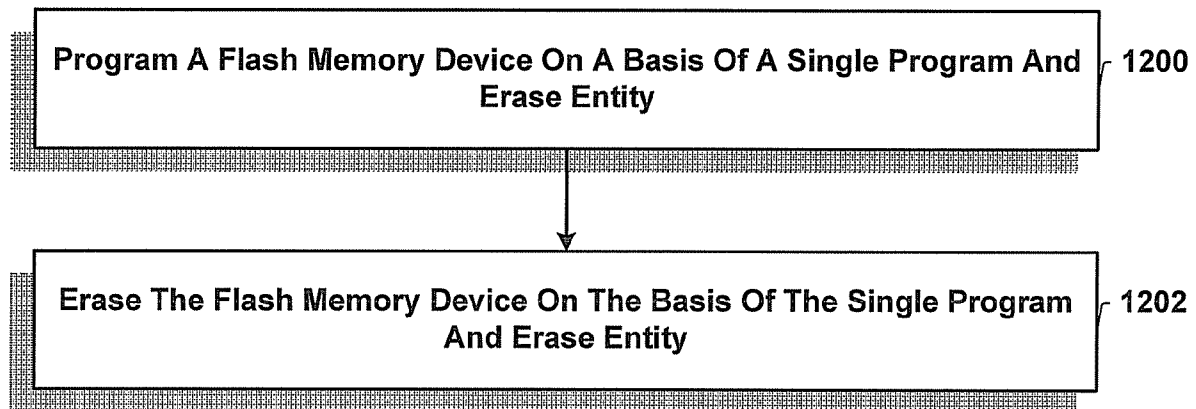 Program A Flash Memory Device On A Basis Of A Single Program And
Erase Entity
1200
Erase The Flash Memory Device On The Basis Of The Single Program
And Erase Entity
1202